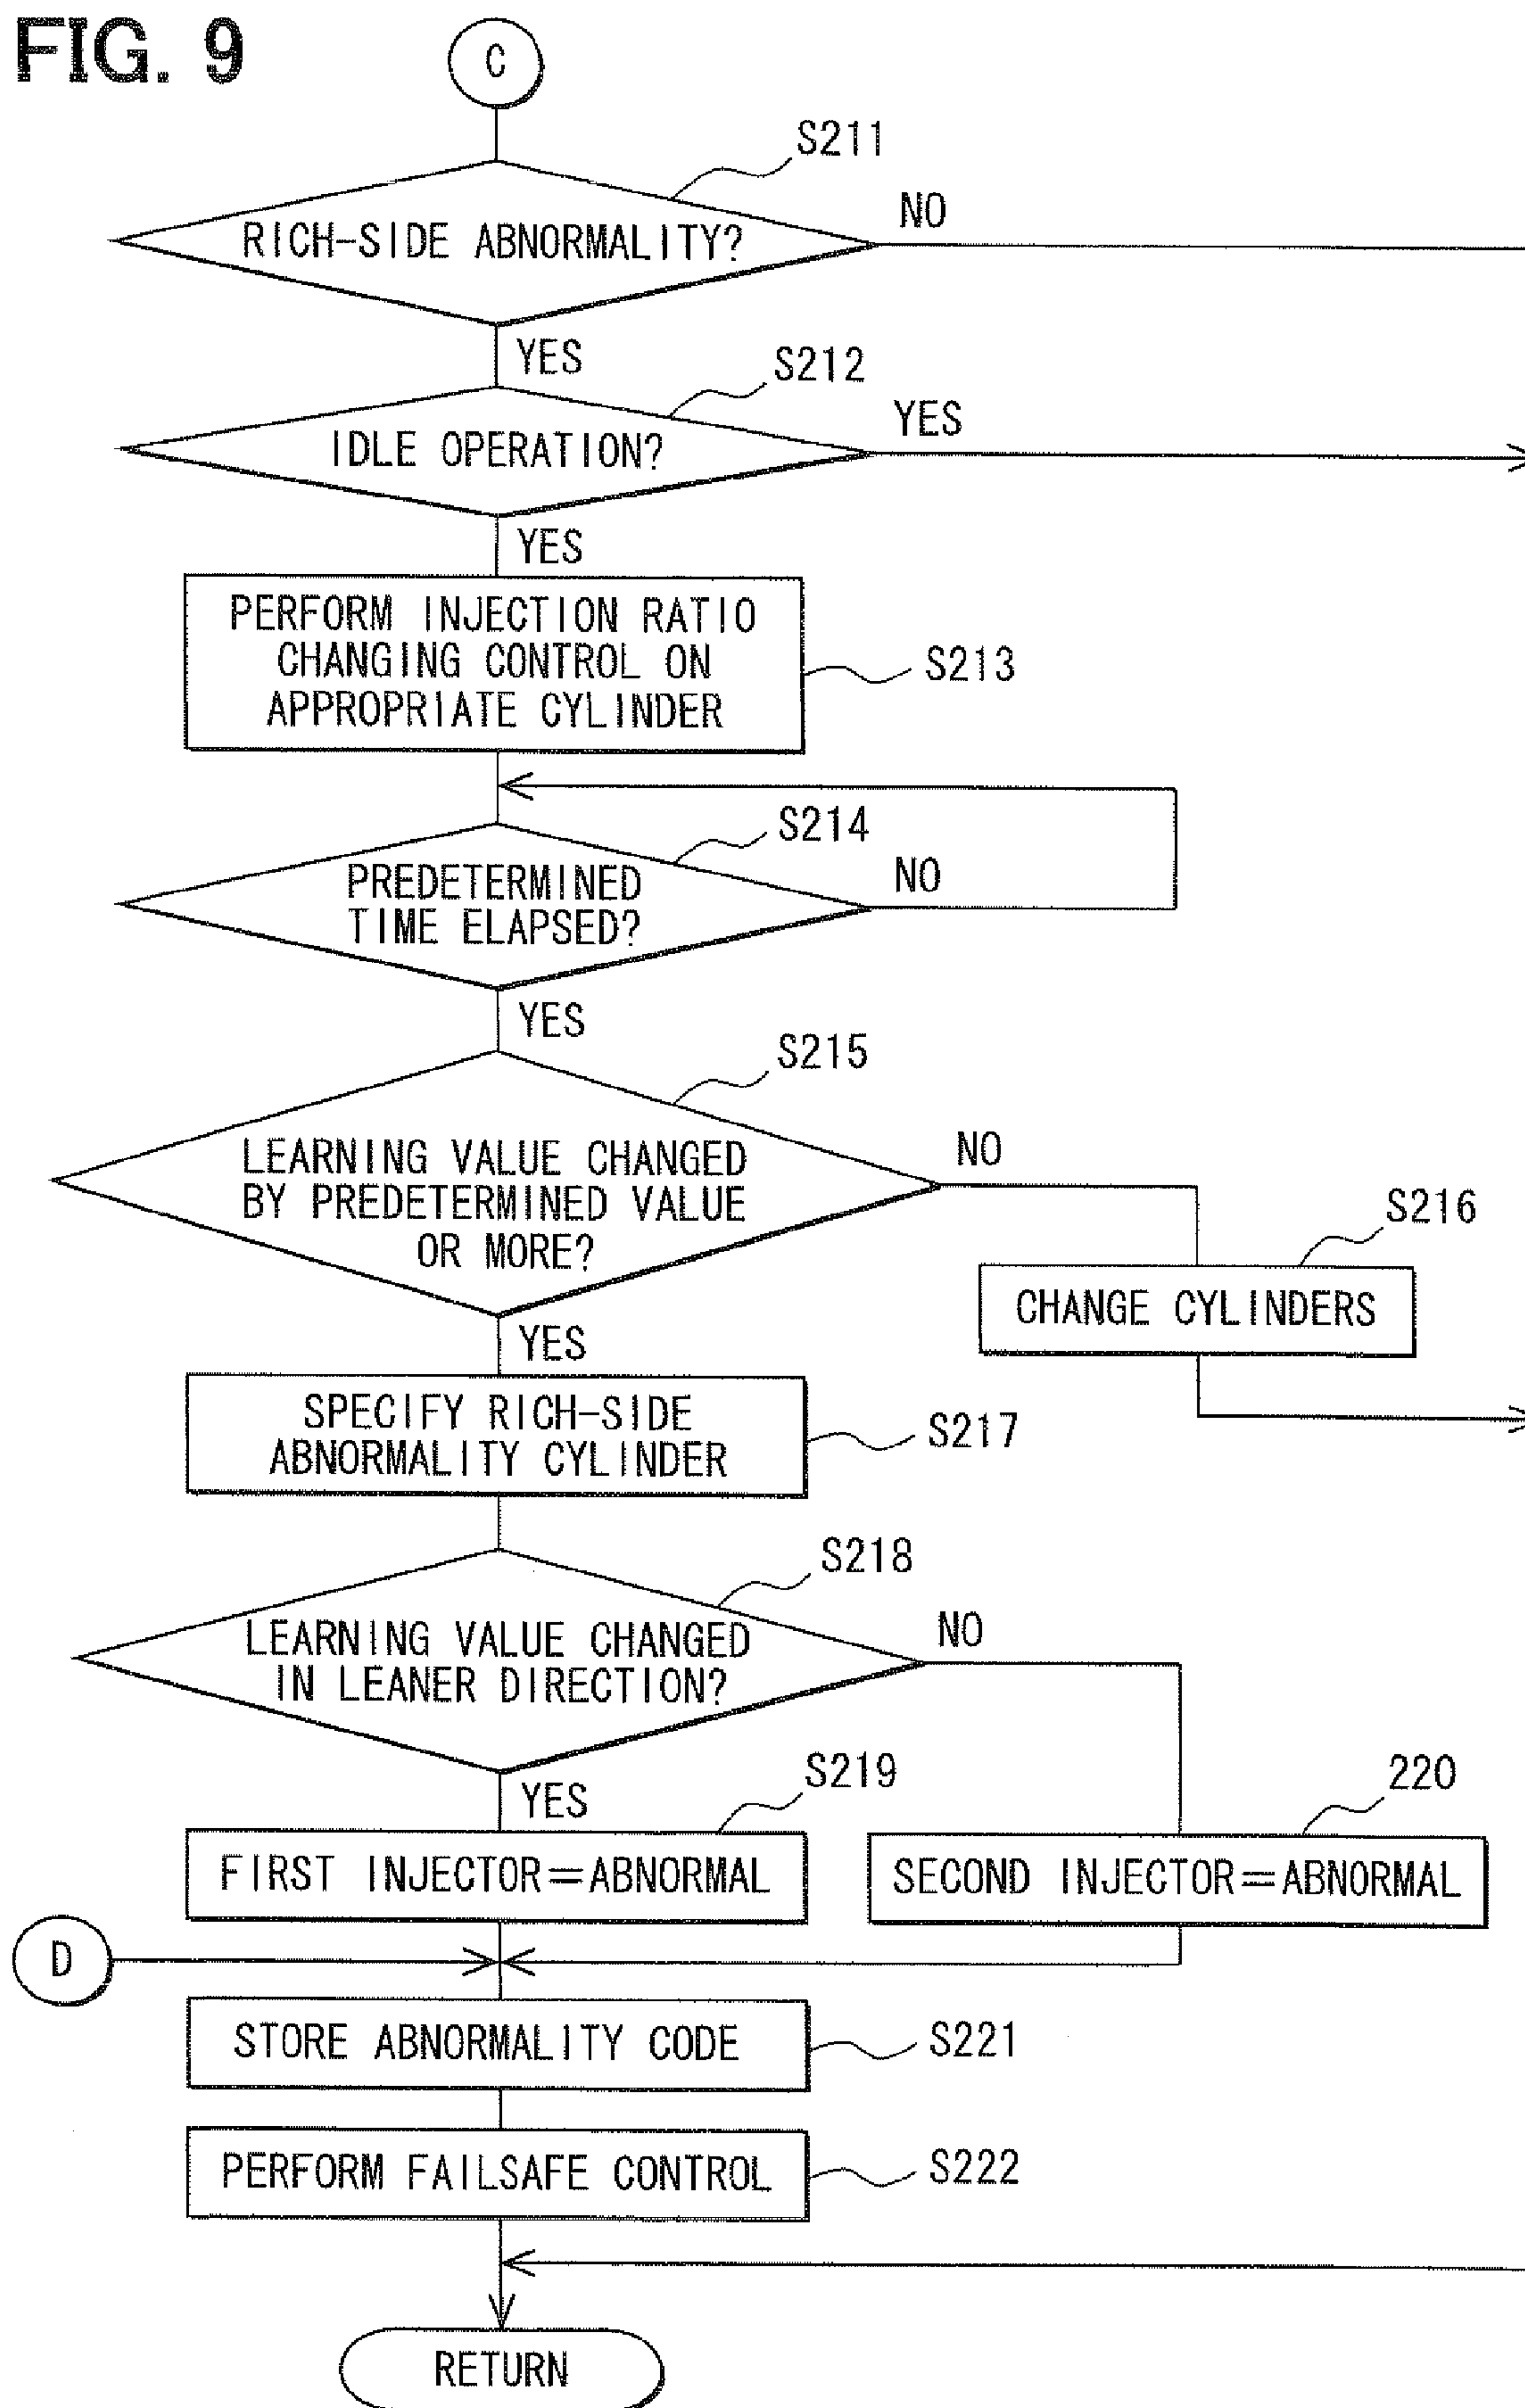 FIG. 9
C
S211
RICH-SIDE ABNORMALITY?
NO
YES
S212
IDLE OPERATION?
YES
YES
PERFORM INJECTION RATIO
CHANGING CONTROL ON
APPROPRIATE CYLINDER
S213
S214
PREDETERMINED
TIME ELAPSED?
NO
YES
S215
LEARNING VALUE CHANGED
BY PREDETERMINED VALUE
OR MORE?
NO
S216
CHANGE CYLINDERS
YES
SPECIFY RICH-SIDE
ABNORMALITY CYLINDER
S217
S218
LEARNING VALUE CHANGED
IN LEANER DIRECTION?
NO
YES
S219
FIRST INJECTOR=ABNORMAL
220
SECOND INJECTOR=ABNORMAL
D
STORE ABNORMALITY CODE
S221
PERFORM FAILSAFE CONTROL
S222
RETURN